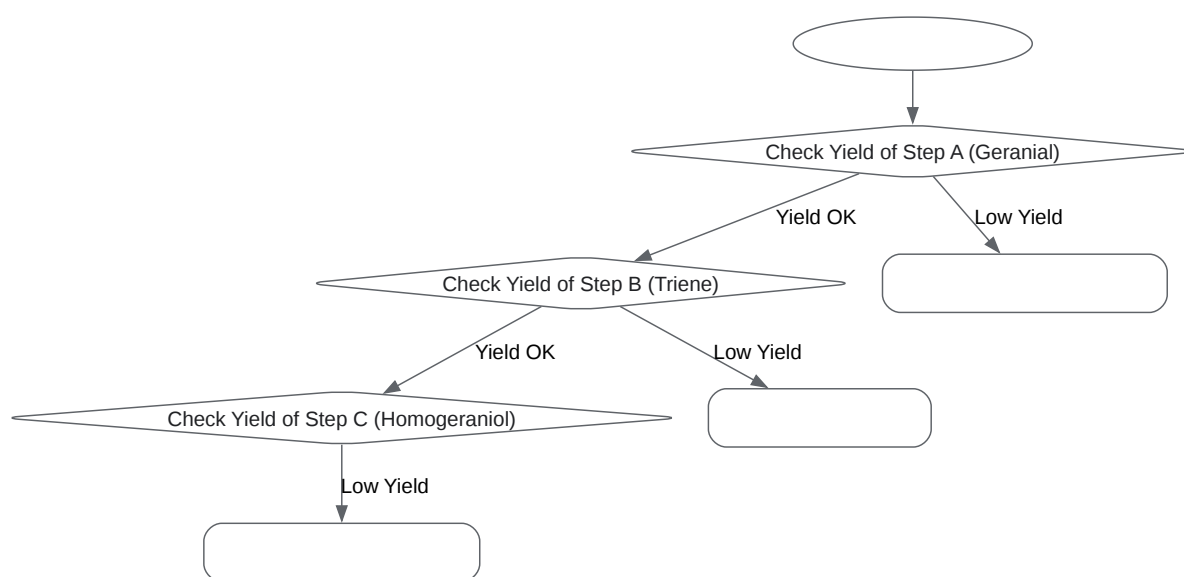 Check Yield of Step A (Geranial)
Yield OK
Low Yield
Check Yield of Step B (Triene)
Yield OK
Low Yield
Check Yield of Step C (Homogeraniol)
Low Yield